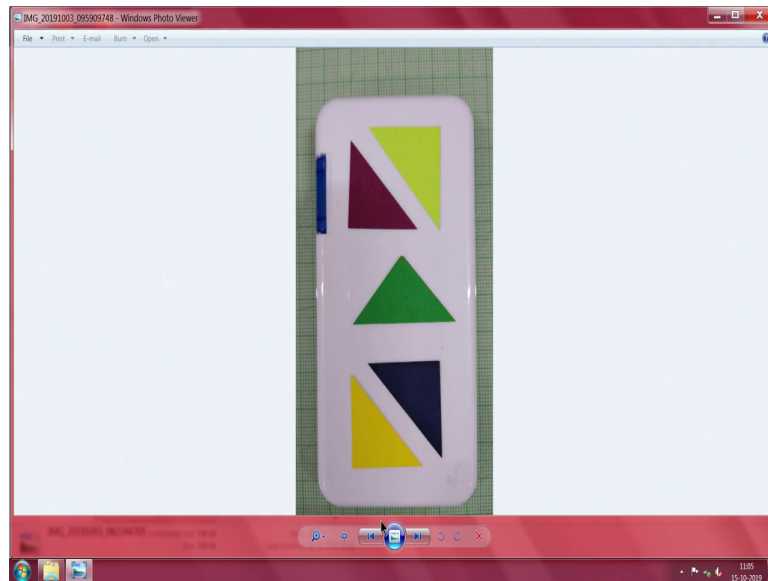 IMG_20191003_095909748 - Windows Photo Viewer
File Print E-mail Burn Open
11:05
15-10-2019